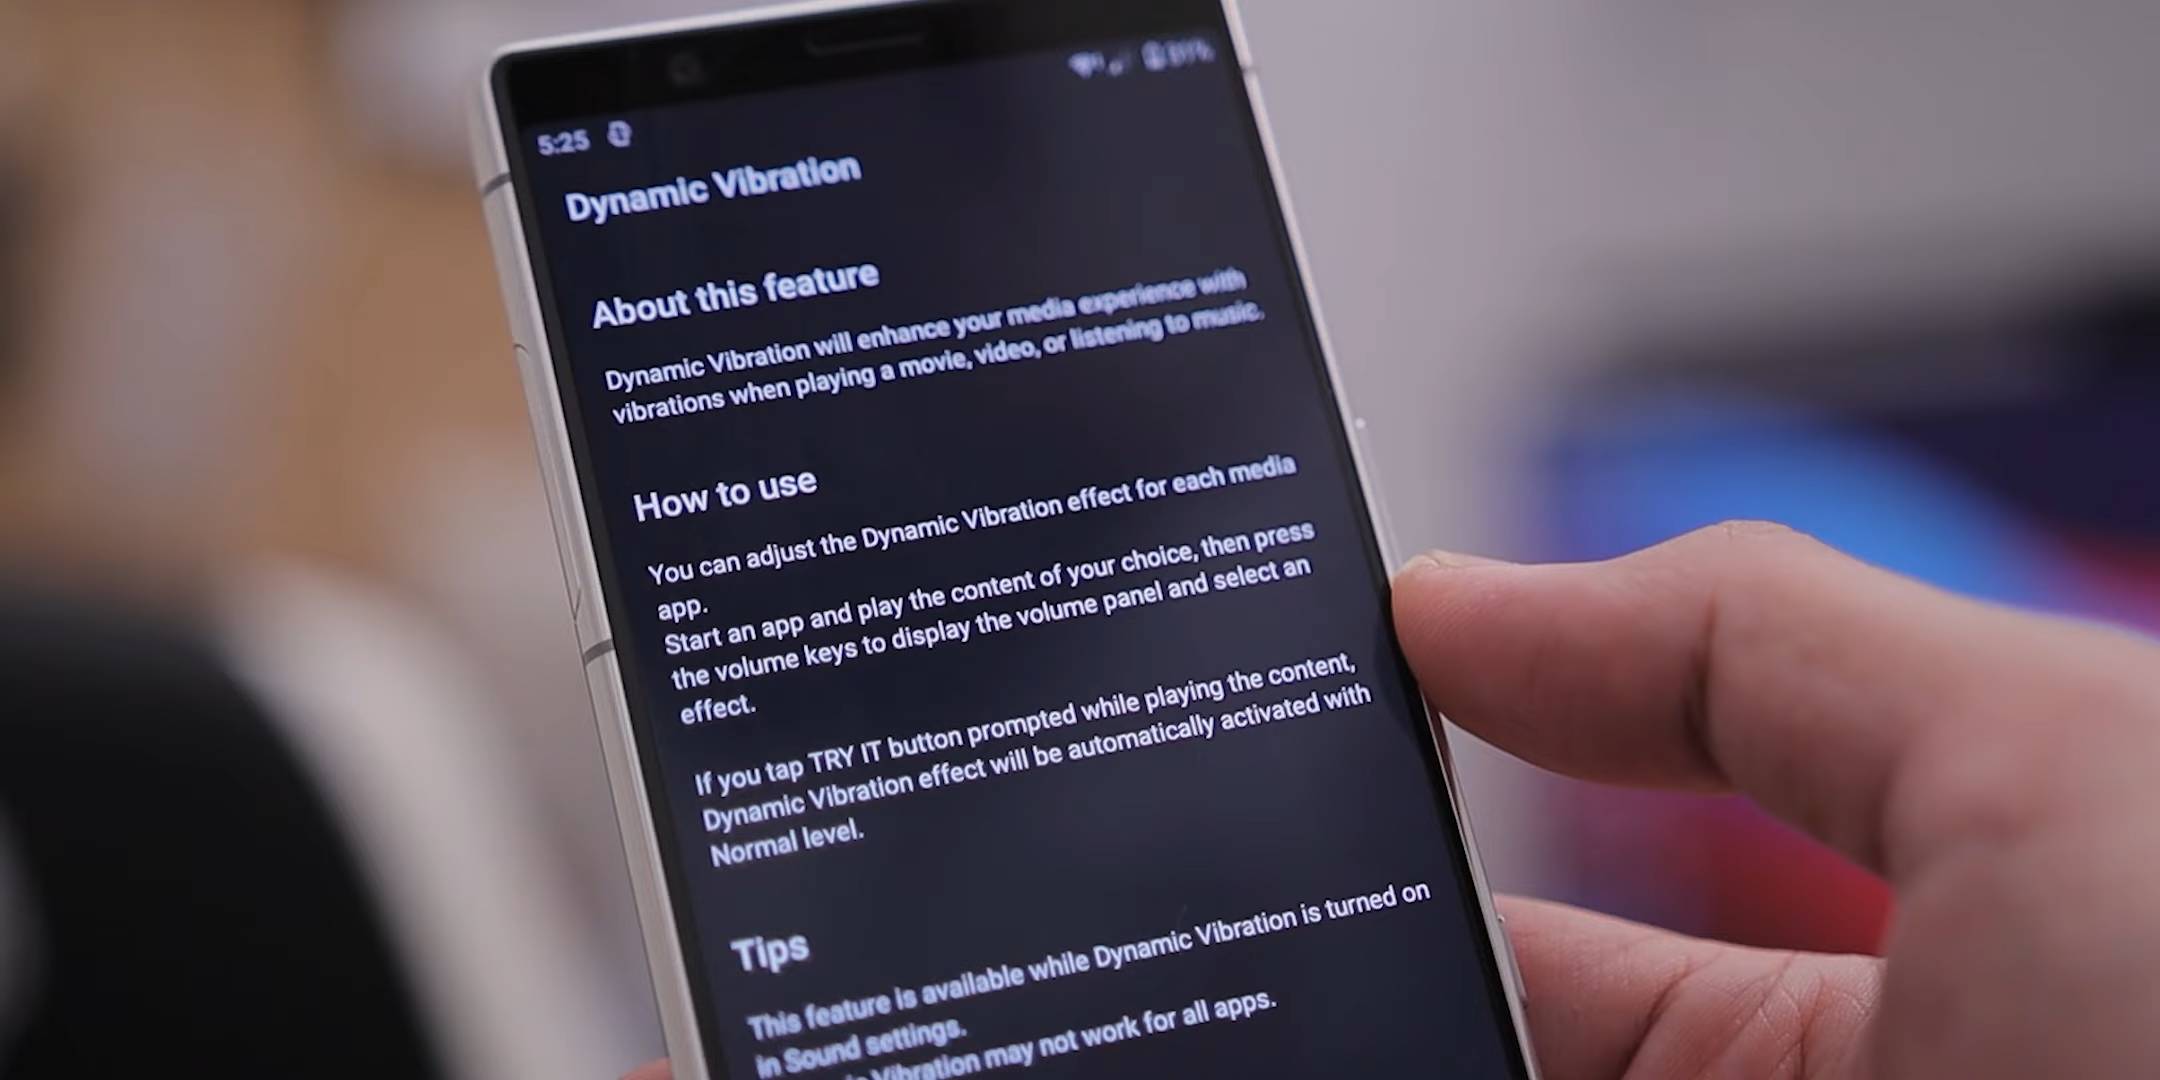 5:25
Dynamic Vibration
About this feature
Dynamic Vibration will enhance your media experience with
vibrations when playing a movie, video, or listening to music.
How to use
You can adjust the Dynamic Vibration effect for each media
app.
Start an app and play the content of your choice, then press
the volume keys to display the volume panel and select an
effect.
If you tap TRY IT button prompted while playing the content,
Dynamic Vibration effect will be automatically activated with
Normal level.
Tips
This feature is available while Dynamic Vibration is turned on
in Sound settings.
Vibration may not work for all apps.